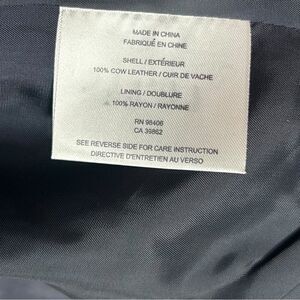 MADE IN CHINA
FABRIQUÉ EN CHINE
SHELL / EXTÉRIEUR
100% COW LEATHER / CUIR DE VACHE
LINING / DOUBLURE
100% RAYON / RAYONNE
RN 98406
CA 39862
SEE REVERSE SIDE FOR CARE INSTRUCTION
DIRECTIVE D'ENTRETIEN AU VERSO